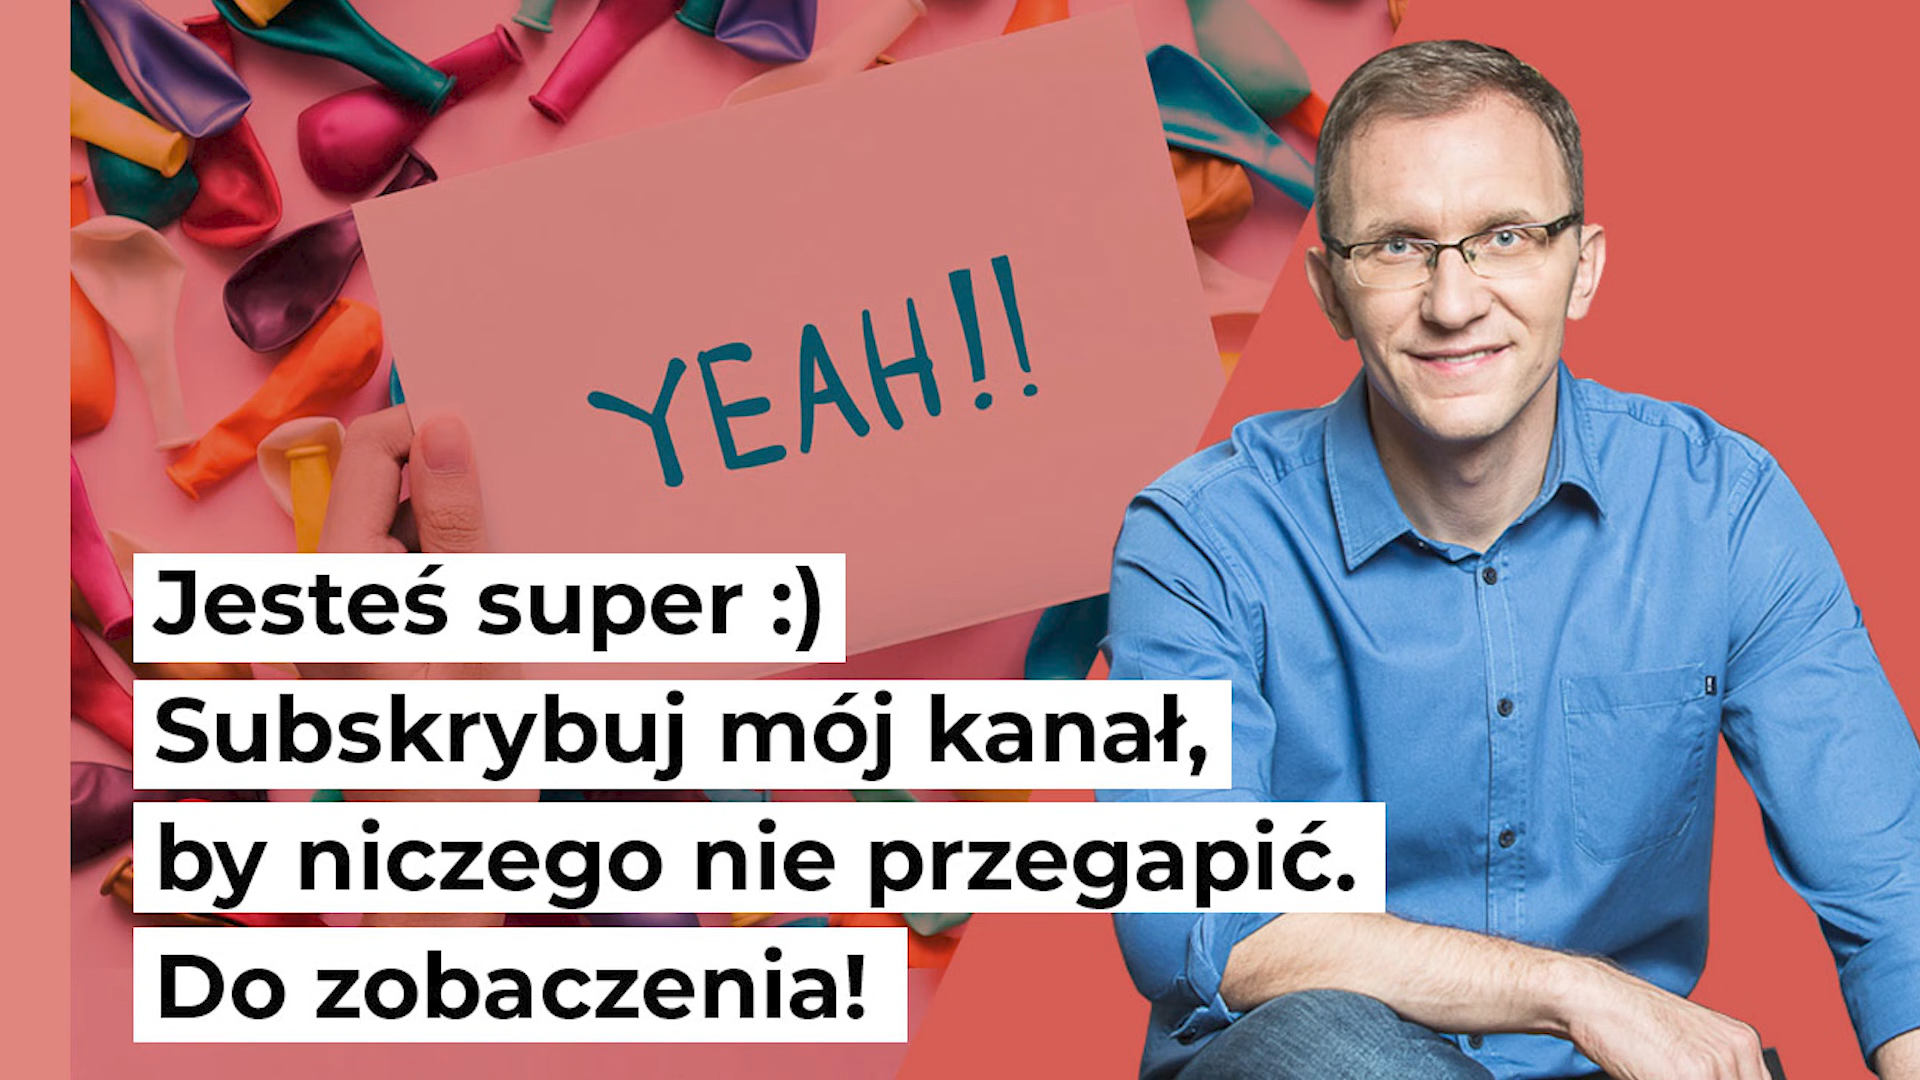 YEAH!!
Jesteś super :)
Subskrybuj mój kanał,
by niczego nie przegapić.
Do zobaczenia!